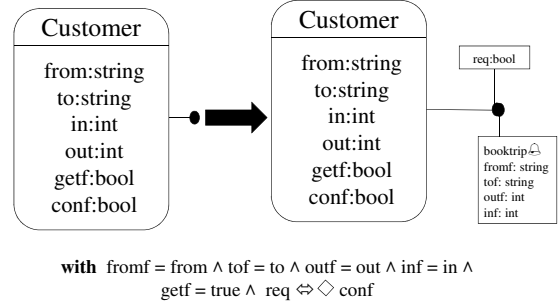 Customer
from:string
to:string
in:int
out:int
getf:bool
conf:bool
Customer
from:string
to:string
in:int
out:int
getf:bool
conf:bool
req:bool
booktrip
fromf: string
tof: string
outf: int
inf: int
with fromf = from ∧ tof = to ∧ outf = out ∧ inf = in ∧
getf = true ∧ req ⇔ ◇ conf